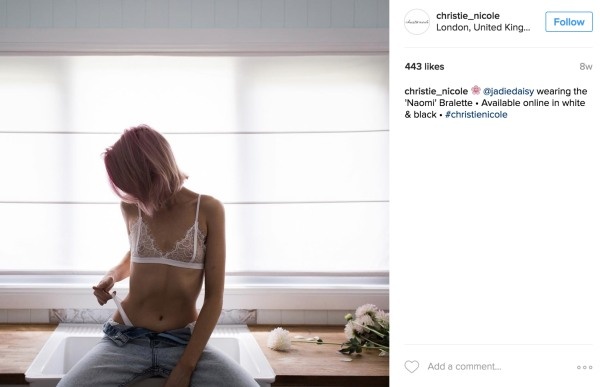 christie_nicole
London, United King...
Follow
443 likes
8w
christie_nicole 🌸 @jadiedaisy wearing the
'Naomi' Bralette • Available online in white
& black • #christienicole
Add a comment...